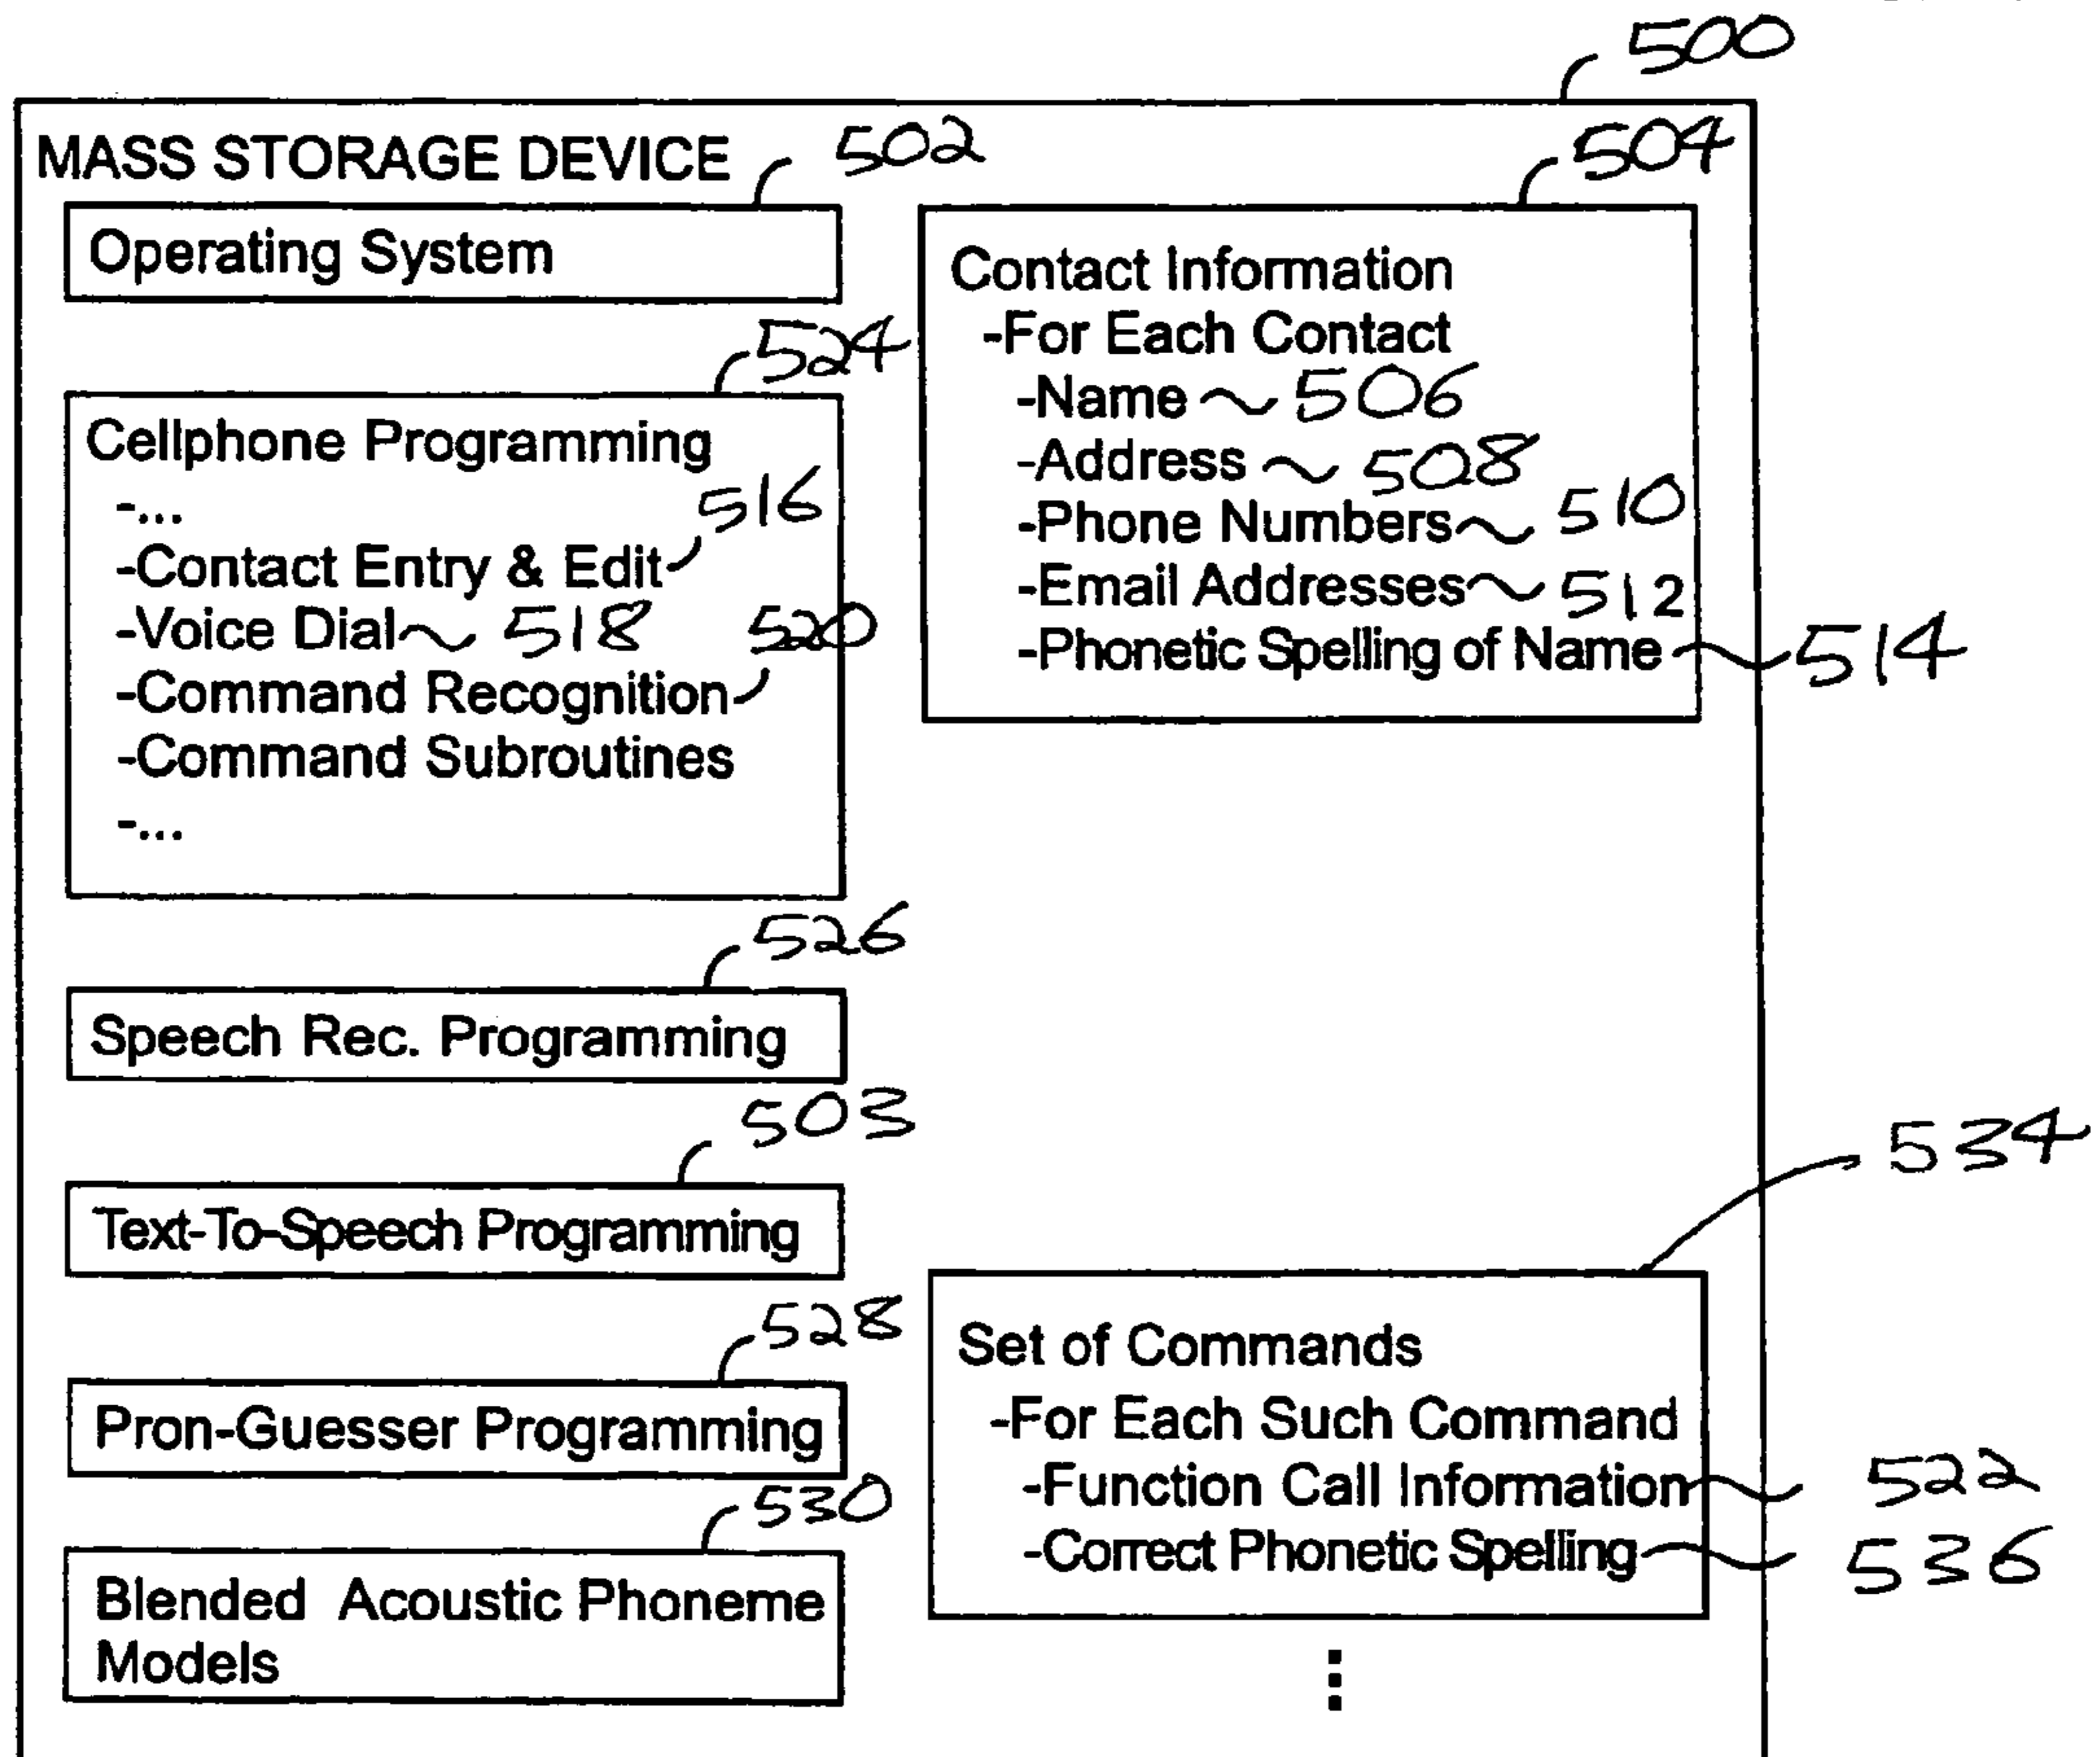 500
MASS STORAGE DEVICE
502
504
Operating System
524
Cellphone Programming
-...
516
-Contact Entry & Edit
-Voice Dial~ 518
520
-Command Recognition
-Command Subroutines
-...
526
Speech Rec. Programming
503
Text-To-Speech Programming
528
Pron-Guesser Programming
530
Blended Acoustic Phoneme
Models
Contact Information
-For Each Contact
-Name ~ 506
-Address ~ 508
-Phone Numbers~ 510
-Email Addresses~ 512
-Phonetic Spelling of Name ~ 514
534
Set of Commands
-For Each Such Command
-Function Call Information ~ 522
-Correct Phonetic Spelling ~ 536
⋮